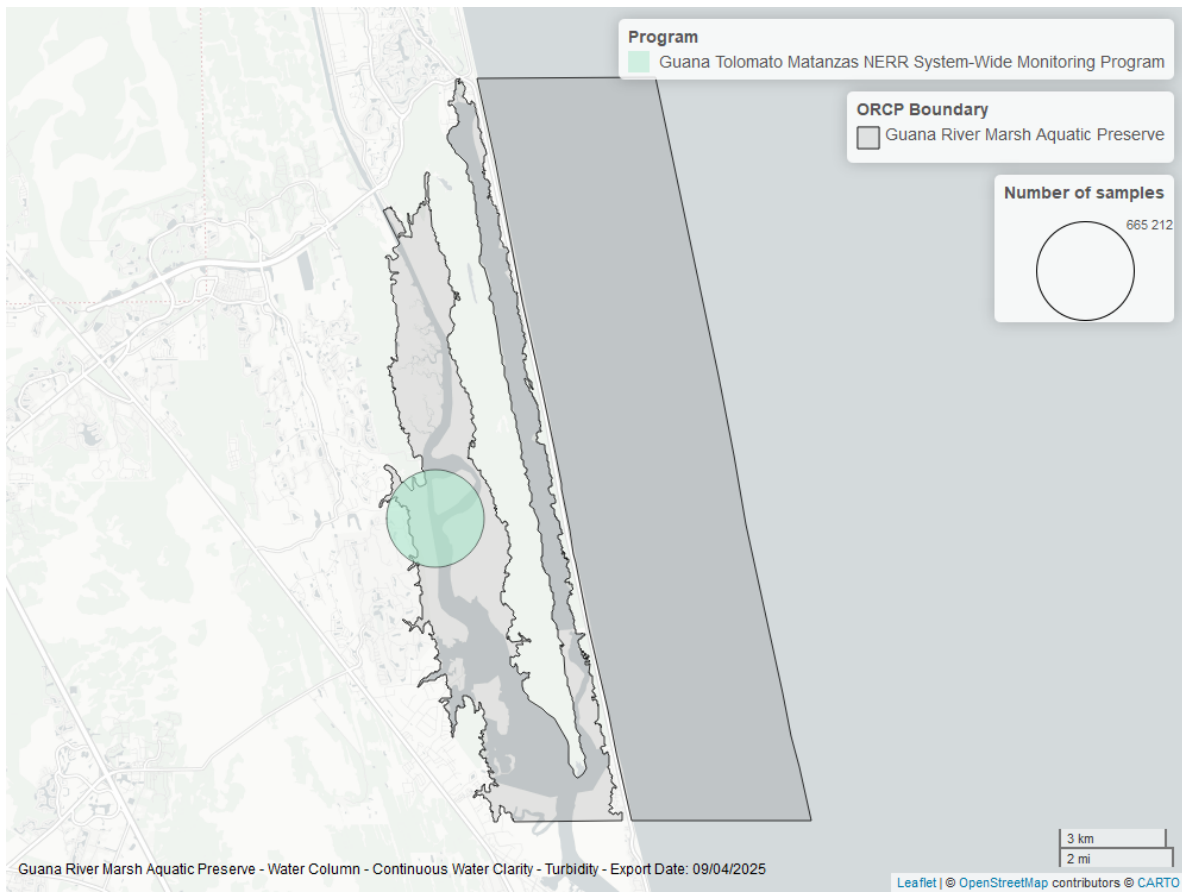 Program
Guana Tolomato Matanzas NERR System-Wide Monitoring Program
ORCP Boundary
Guana River Marsh Aquatic Preserve
Number of samples
665 212
3 km
2 mi
Guana River Marsh Aquatic Preserve - Water Column - Continuous Water Clarity - Turbidity - Export Date: 09/04/2025
Leaflet | © OpenStreetMap contributors © CARTO